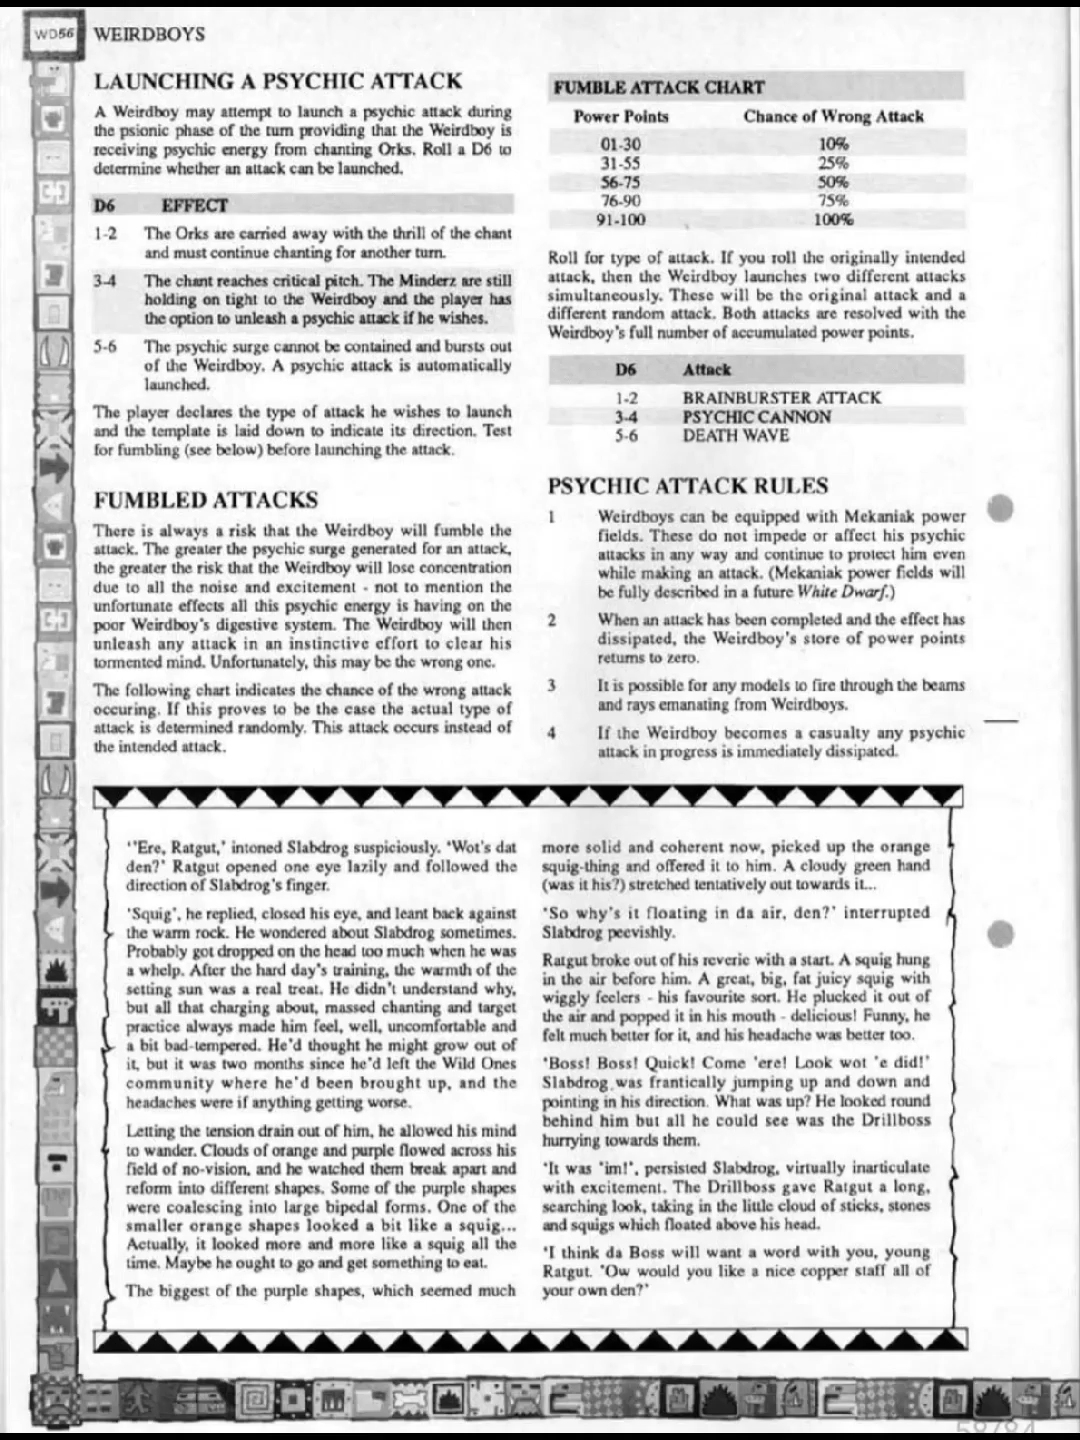 WD56
WEIRDBOYS
LAUNCHING A PSYCHIC ATTACK
A Weirdboy may attempt to launch a psychic attack during
the psionic phase of the turn providing that the Weirdboy is
receiving psychic energy from chanting Orks. Roll a D6 to
determine whether an attack can be launched.
D6 EFFECT
1-2 The Orks are carried away with the thrill of the chant
and must continue chanting for another turn.
3-4 The chant reaches critical pitch. The Minderz are still
holding on tight to the Weirdboy and the player has
the option to unleash a psychic attack if he wishes.
5-6 The psychic surge cannot be contained and bursts out
of the Weirdboy. A psychic attack is automatically
launched.
The player declares the type of attack he wishes to launch
and the template is laid down to indicate its direction. Test
for fumbling (see below) before launching the attack.
FUMBLED ATTACKS
There is always a risk that the Weirdboy will fumble the
attack. The greater the psychic surge generated for an attack,
the greater the risk that the Weirdboy will lose concentration
due to all the noise and excitement - not to mention the
unfortunate effects all this psychic energy is having on the
poor Weirdboy's digestive system. The Weirdboy will then
unleash any attack in an instinctive effort to clear his
tormented mind. Unfortunately, this may be the wrong one.
The following chart indicates the chance of the wrong attack
occuring. If this proves to be the case the actual type of
attack is determined randomly. This attack occurs instead of
the intended attack.
FUMBLE ATTACK CHART
Power Points Chance of Wrong Attack
01-30 10%
31-55 25%
56-75 50%
76-90 75%
91-100 100%
Roll for type of attack. If you roll the originally intended
attack, then the Weirdboy launches two different attacks
simultaneously. These will be the original attack and a
different random attack. Both attacks are resolved with the
Weirdboy's full number of accumulated power points.
D6 Attack
1-2 BRAINBURSTER ATTACK
3-4 PSYCHIC CANNON
5-6 DEATH WAVE
PSYCHIC ATTACK RULES
1 Weirdboys can be equipped with Mekaniak power
fields. These do not impede or affect his psychic
attacks in any way and continue to protect him even
while making an attack. (Mekaniak power fields will
be fully described in a future White Dwarf.)
2 When an attack has been completed and the effect has
dissipated, the Weirdboy's store of power points
returns to zero.
3 It is possible for any models to fire through the beams
and rays emanating from Weirdboys.
4 If the Weirdboy becomes a casualty any psychic
attack in progress is immediately dissipated.
''Ere, Ratgut,' intoned Slabdrog suspiciously. 'Wot's dat
den?' Ratgut opened one eye lazily and followed the
direction of Slabdrog's finger.
'Squig', he replied, closed his eye, and leant back against
the warm rock. He wondered about Slabdrog sometimes.
Probably got dropped on the head too much when he was
a whelp. After the hard day's training, the warmth of the
setting sun was a real treat. He didn't understand why,
but all that charging about, massed chanting and target
practice always made him feel, well, uncomfortable and
a bit bad-tempered. He'd thought he might grow out of
it, but it was two months since he'd left the Wild Ones
community where he'd been brought up, and the
headaches were if anything getting worse.
Letting the tension drain out of him, he allowed his mind
to wander. Clouds of orange and purple flowed across his
field of no-vision, and he watched them break apart and
reform into different shapes. Some of the purple shapes
were coalescing into large bipedal forms. One of the
smaller orange shapes looked a bit like a squig...
Actually, it looked more and more like a squig all the
time. Maybe he ought to go and get something to eat.
The biggest of the purple shapes, which seemed much
more solid and coherent now, picked up the orange
squig-thing and offered it to him. A cloudy green hand
(was it his?) stretched tentatively out towards it...
'So why's it floating in da air, den?' interrupted
Slabdrog peevishly.
Ratgut broke out of his reverie with a start. A squig hung
in the air before him. A great, big, fat juicy squig with
wiggly feelers - his favourite sort. He plucked it out of
the air and popped it in his mouth - delicious! Funny, he
felt much better for it, and his headache was better too.
'Boss! Boss! Quick! Come 'ere! Look wot 'e did!'
Slabdrog was frantically jumping up and down and
pointing in his direction. What was up? He looked round
behind him but all he could see was the Drillboss
hurrying towards them.
'It was 'im!', persisted Slabdrog, virtually inarticulate
with excitement. The Drillboss gave Ratgut a long,
searching look, taking in the little cloud of sticks, stones
and squigs which floated above his head.
'I think da Boss will want a word with you, young
Ratgut. 'Ow would you like a nice copper staff all of
your own den?'
58/84